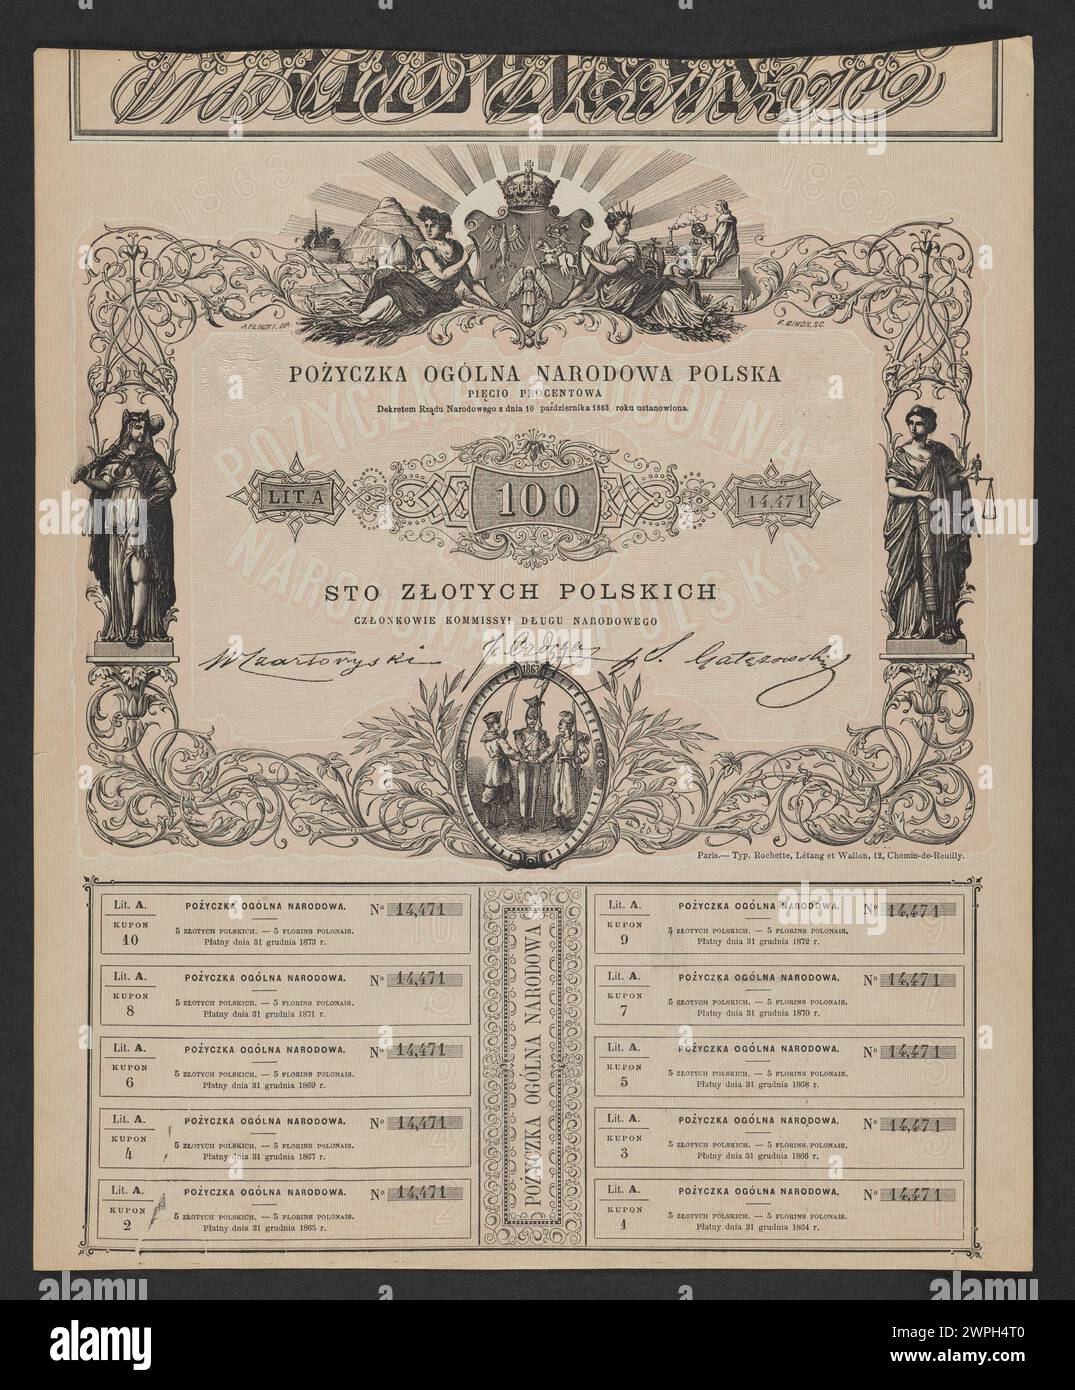 1863
1863
A. PILINSKI. DR.
P. SIMON. SC.
POŻYCZKA OGÓLNA NARODOWA POLSKA
PIĘCIO PROCENTOWA
Dekretem Rządu Narodowego z dnia 10 października 1863 roku ustanowiona.
POŻYCZKA OGÓLNA
LIT. A
100
14,471
NARODOWA POLSKA
STO ZŁOTYCH POLSKICH
CZŁONKOWIE KOMMISSYI DŁUGU NARODOWEGO
W Czartoryski
J. Ordęga
S. Gałęzowski
1863
Paris.— Typ. Rochette, Létang et Wallon, 12, Chemin-de-Reuilly.
Lit. A. POŻYCZKA OGÓLNA NARODOWA. No 14,471
KUPON
10
5 ZŁOTYCH POLSKICH. — 5 FLORINS POLONAIS.
Płatny dnia 31 grudnia 1873 r.
Lit. A. POŻYCZKA OGÓLNA NARODOWA. No 14,471
KUPON
9
5 ZŁOTYCH POLSKICH. — 5 FLORINS POLONAIS.
Płatny dnia 31 grudnia 1872 r.
Lit. A. POŻYCZKA OGÓLNA NARODOWA. No 14,471
KUPON
8
5 ZŁOTYCH POLSKICH. — 5 FLORINS POLONAIS.
Płatny dnia 31 grudnia 1871 r.
Lit. A. POŻYCZKA OGÓLNA NARODOWA. No 14,471
KUPON
7
5 ZŁOTYCH POLSKICH. — 5 FLORINS POLONAIS.
Płatny dnia 31 grudnia 1870 r.
Lit. A. POŻYCZKA OGÓLNA NARODOWA. No 14,471
KUPON
6
5 ZŁOTYCH POLSKICH. — 5 FLORINS POLONAIS.
Płatny dnia 31 grudnia 1869 r.
Lit. A. POŻYCZKA OGÓLNA NARODOWA. No 14,471
KUPON
5
5 ZŁOTYCH POLSKICH. — 5 FLORINS POLONAIS.
Płatny dnia 31 grudnia 1868 r.
Lit. A. POŻYCZKA OGÓLNA NARODOWA. No 14,471
KUPON
4
5 ZŁOTYCH POLSKICH. — 5 FLORINS POLONAIS.
Płatny dnia 31 grudnia 1867 r.
Lit. A. POŻYCZKA OGÓLNA NARODOWA. No 14,471
KUPON
3
5 ZŁOTYCH POLSKICH. — 5 FLORINS POLONAIS.
Płatny dnia 31 grudnia 1866 r.
Lit. A. POŻYCZKA OGÓLNA NARODOWA. No 14,471
KUPON
2
5 ZŁOTYCH POLSKICH. — 5 FLORINS POLONAIS.
Płatny dnia 31 grudnia 1865 r.
Lit. A. POŻYCZKA OGÓLNA NARODOWA. No 14,471
KUPON
1
5 ZŁOTYCH POLSKICH. — 5 FLORINS POLONAIS.
Płatny dnia 31 grudnia 1864 r.
POŻYCZKA OGÓLNA NARODOWA
alamy
Image ID: 2WPH4T0
www.alamy.com